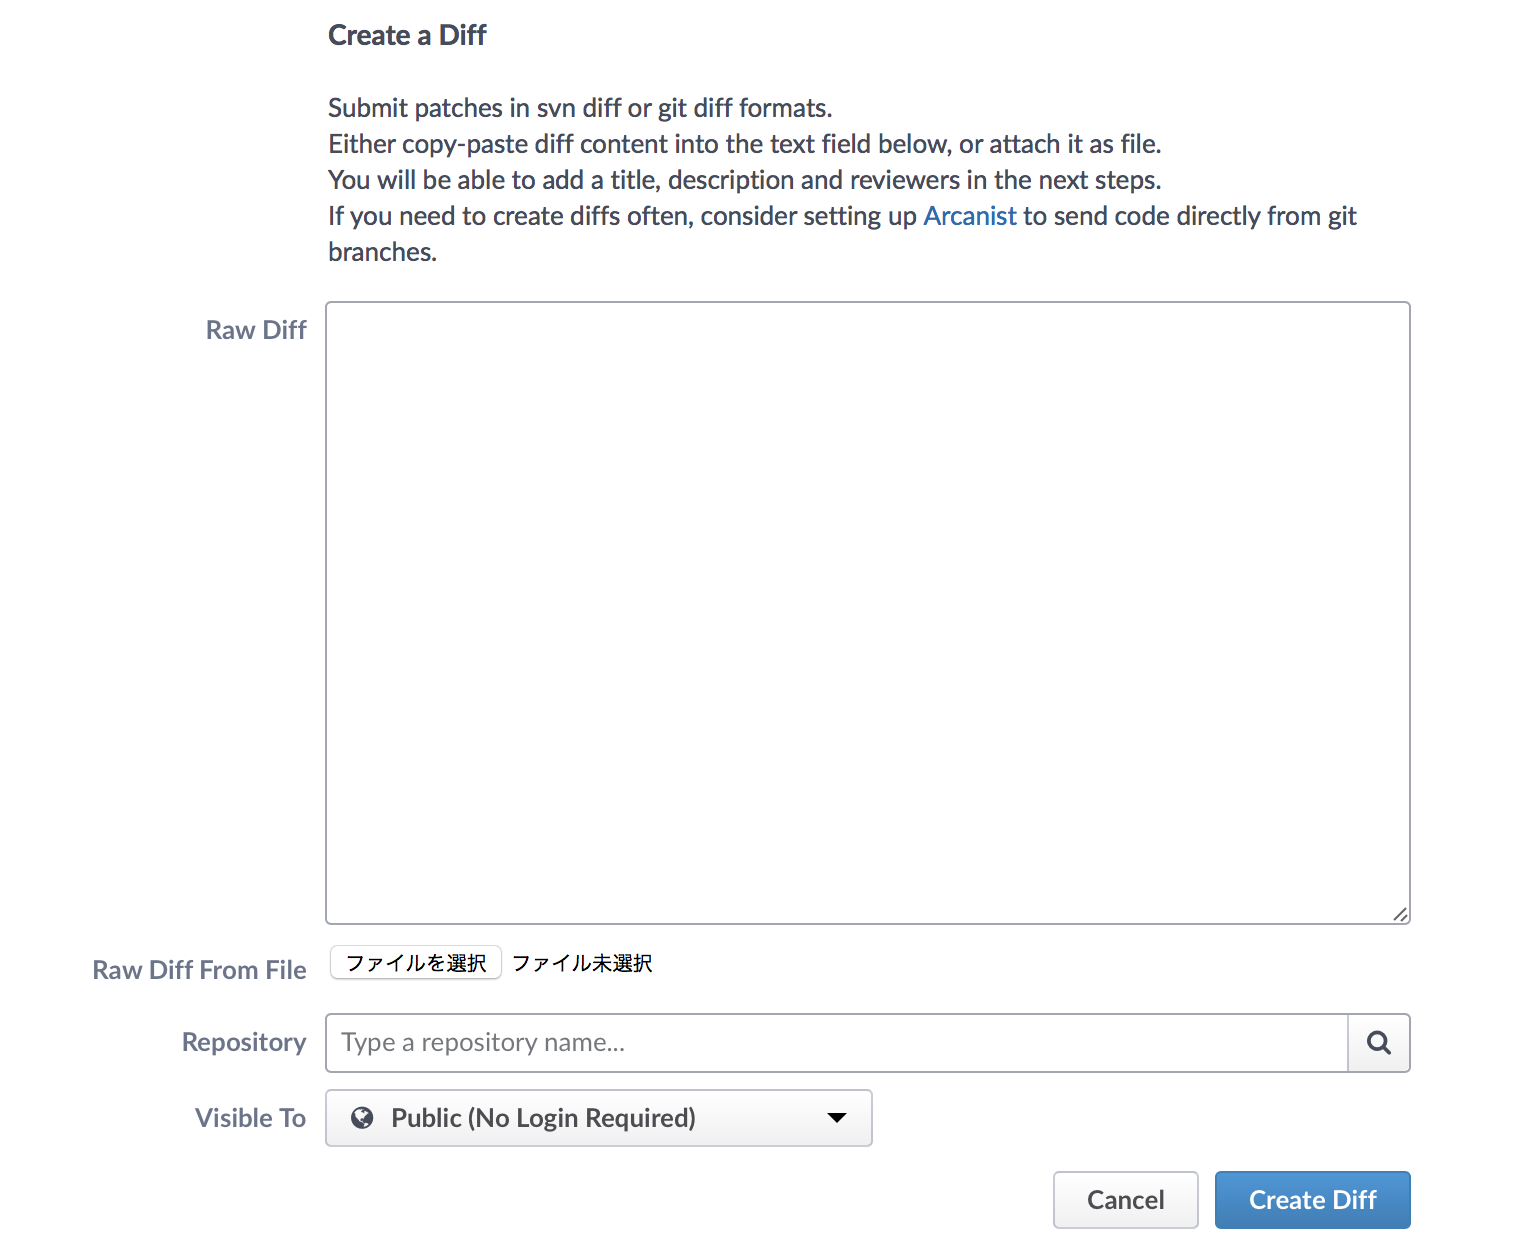 Create a Diff
Submit patches in svn diff or git diff formats.
Either copy-paste diff content into the text field below, or attach it as file.
You will be able to add a title, description and reviewers in the next steps.
If you need to create diffs often, consider setting up Arcanist to send code directly from git
branches.
Raw Diff
Raw Diff From File
ファイルを選択 ファイル未選択
Repository
Type a repository name...
Visible To
Public (No Login Required)
Cancel
Create Diff